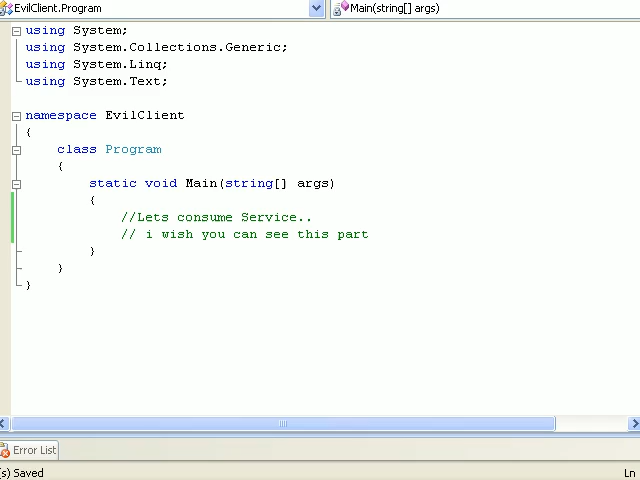 EvilClient.Program
Main(string[] args)
using System;
using System.Collections.Generic;
using System.Linq;
using System.Text;
namespace EvilClient
{
class Program
{
static void Main(string[] args)
{
//Lets consume Service..
// i wish you can see this part
}
}
}
Error List
(s) Saved
Ln